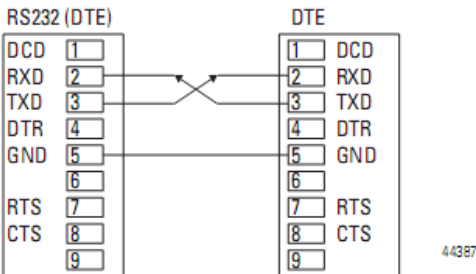 RS232 (DTE) DTE
DCD 1 1 DCD
RXD 2 2 RXD
TXD 3 3 TXD
DTR 4 4 DTR
GND 5 5 GND
6 6
RTS 7 7 RTS
CTS 8 8 CTS
9 9
44387